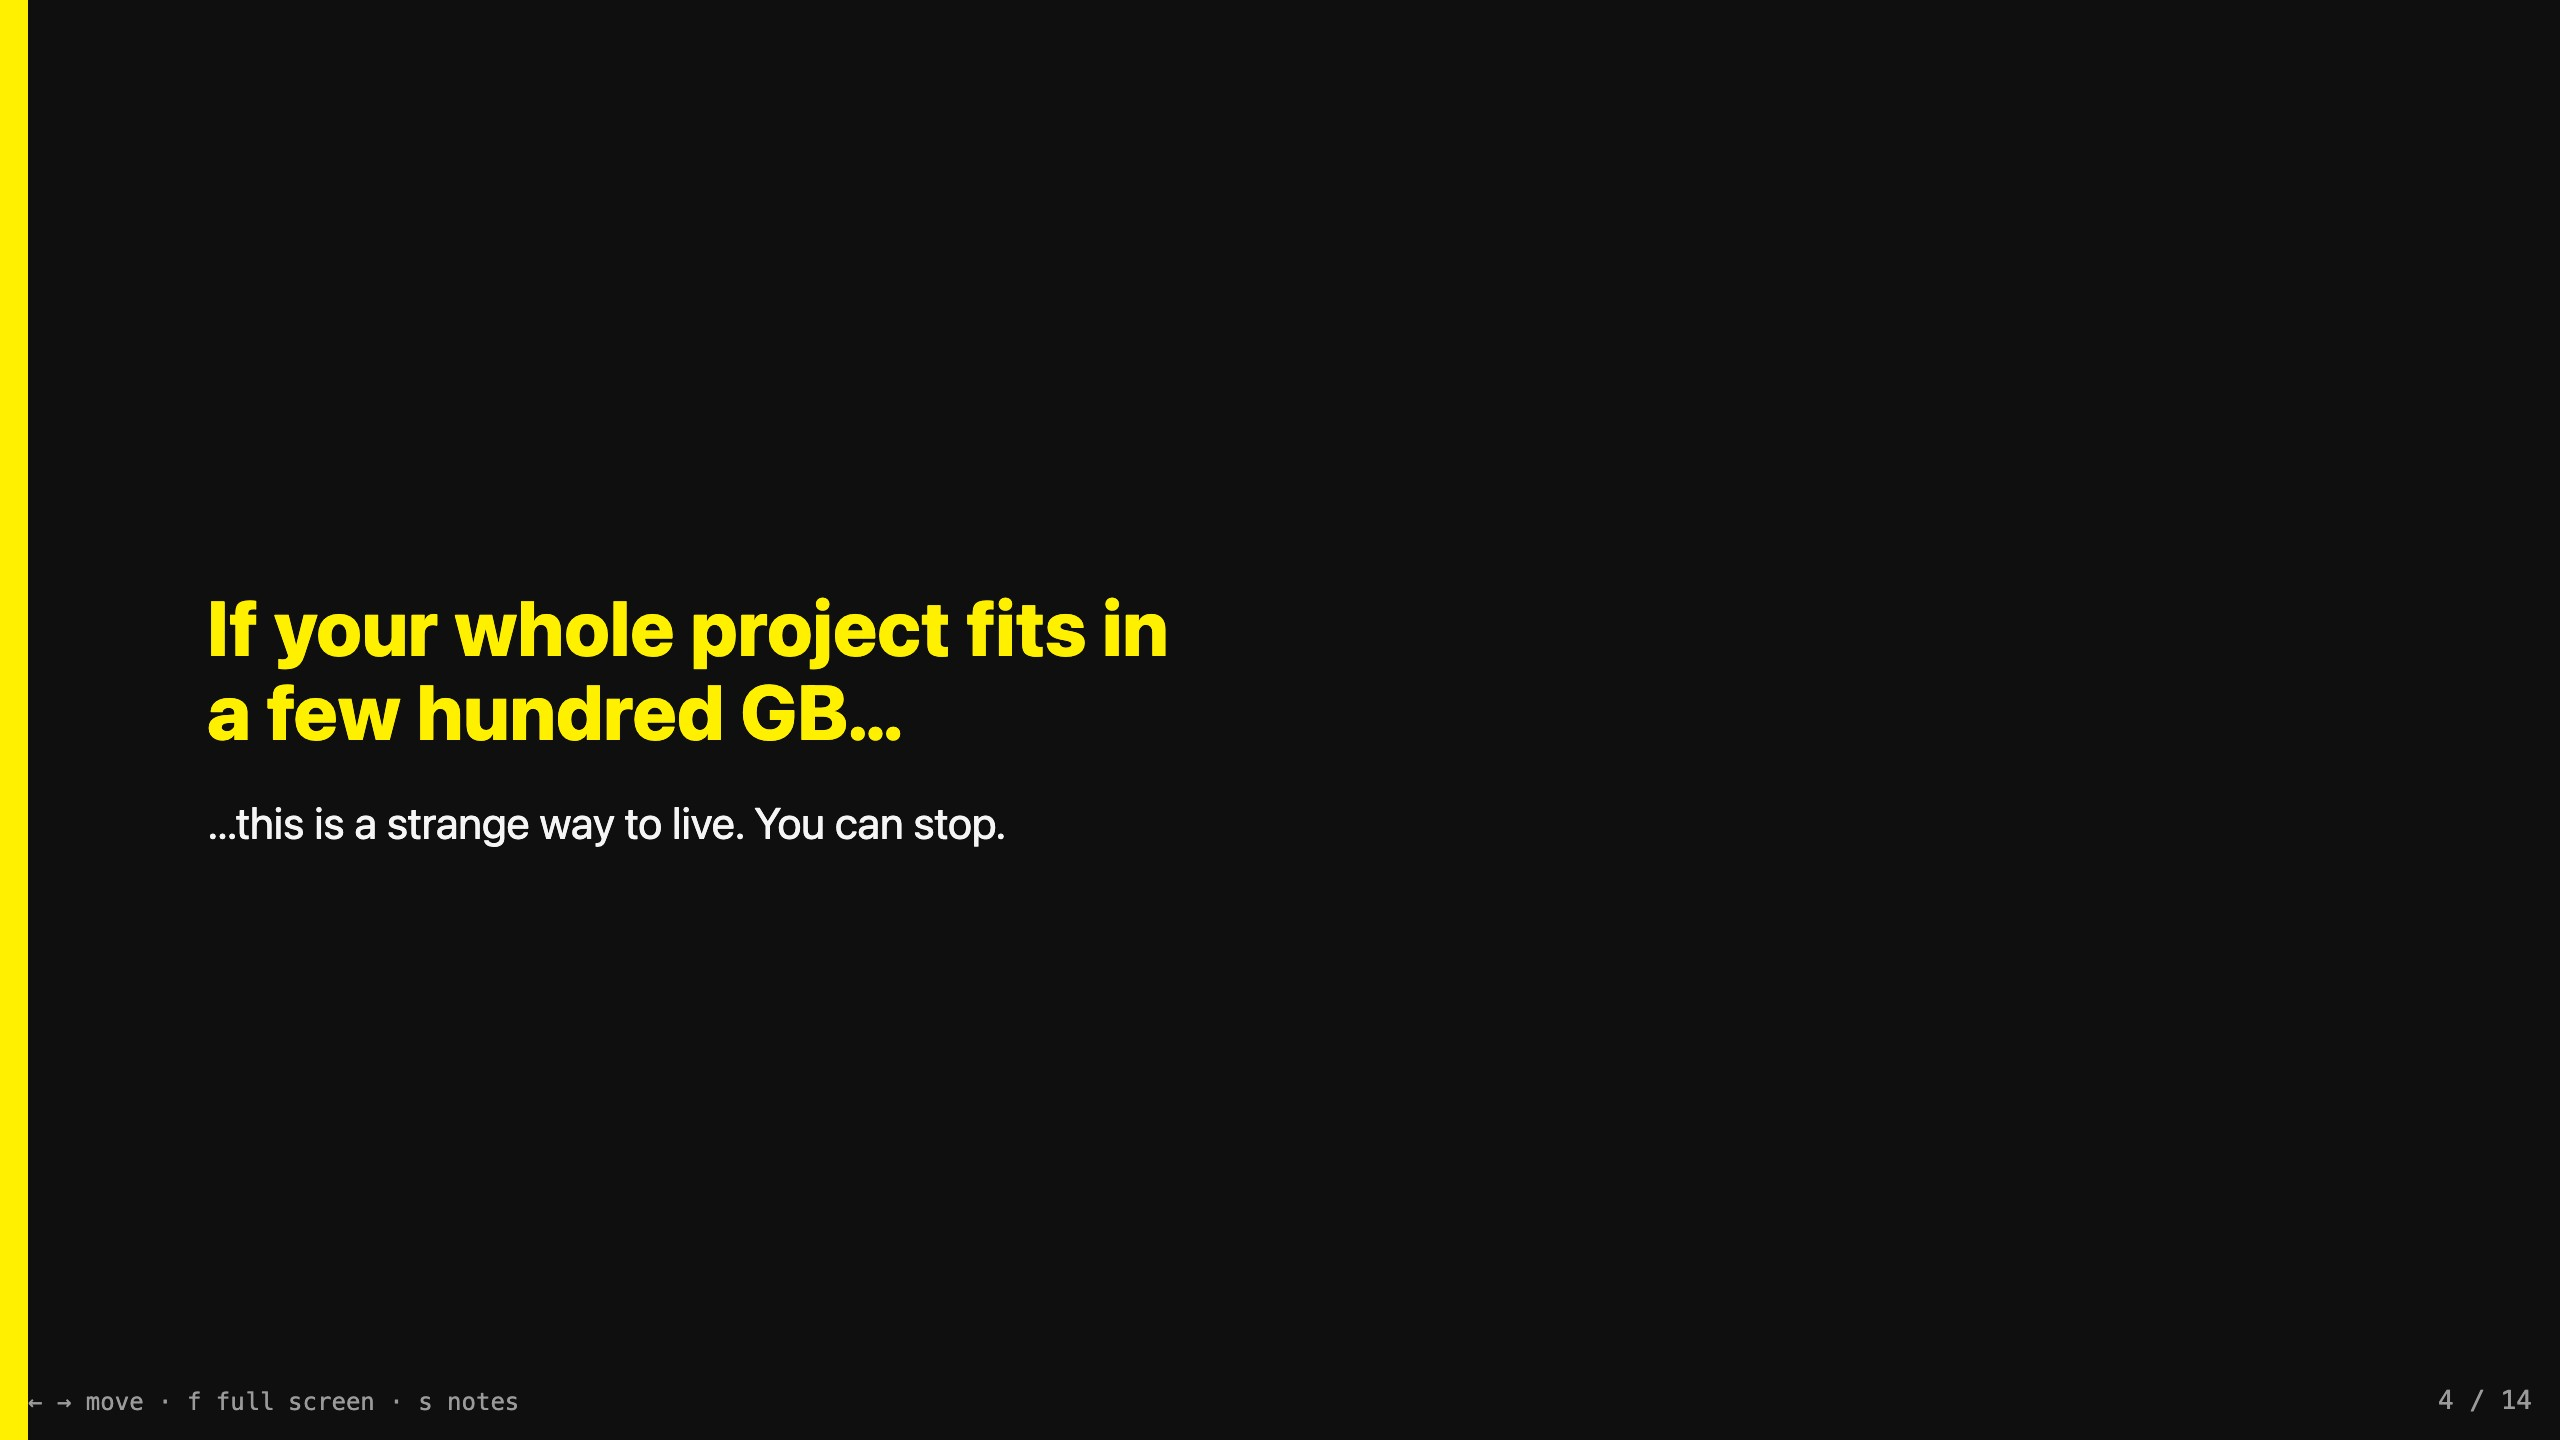 If your whole project fits in
a few hundred GB…
…this is a strange way to live. You can stop.
← → move · f full screen · s notes
4 / 14